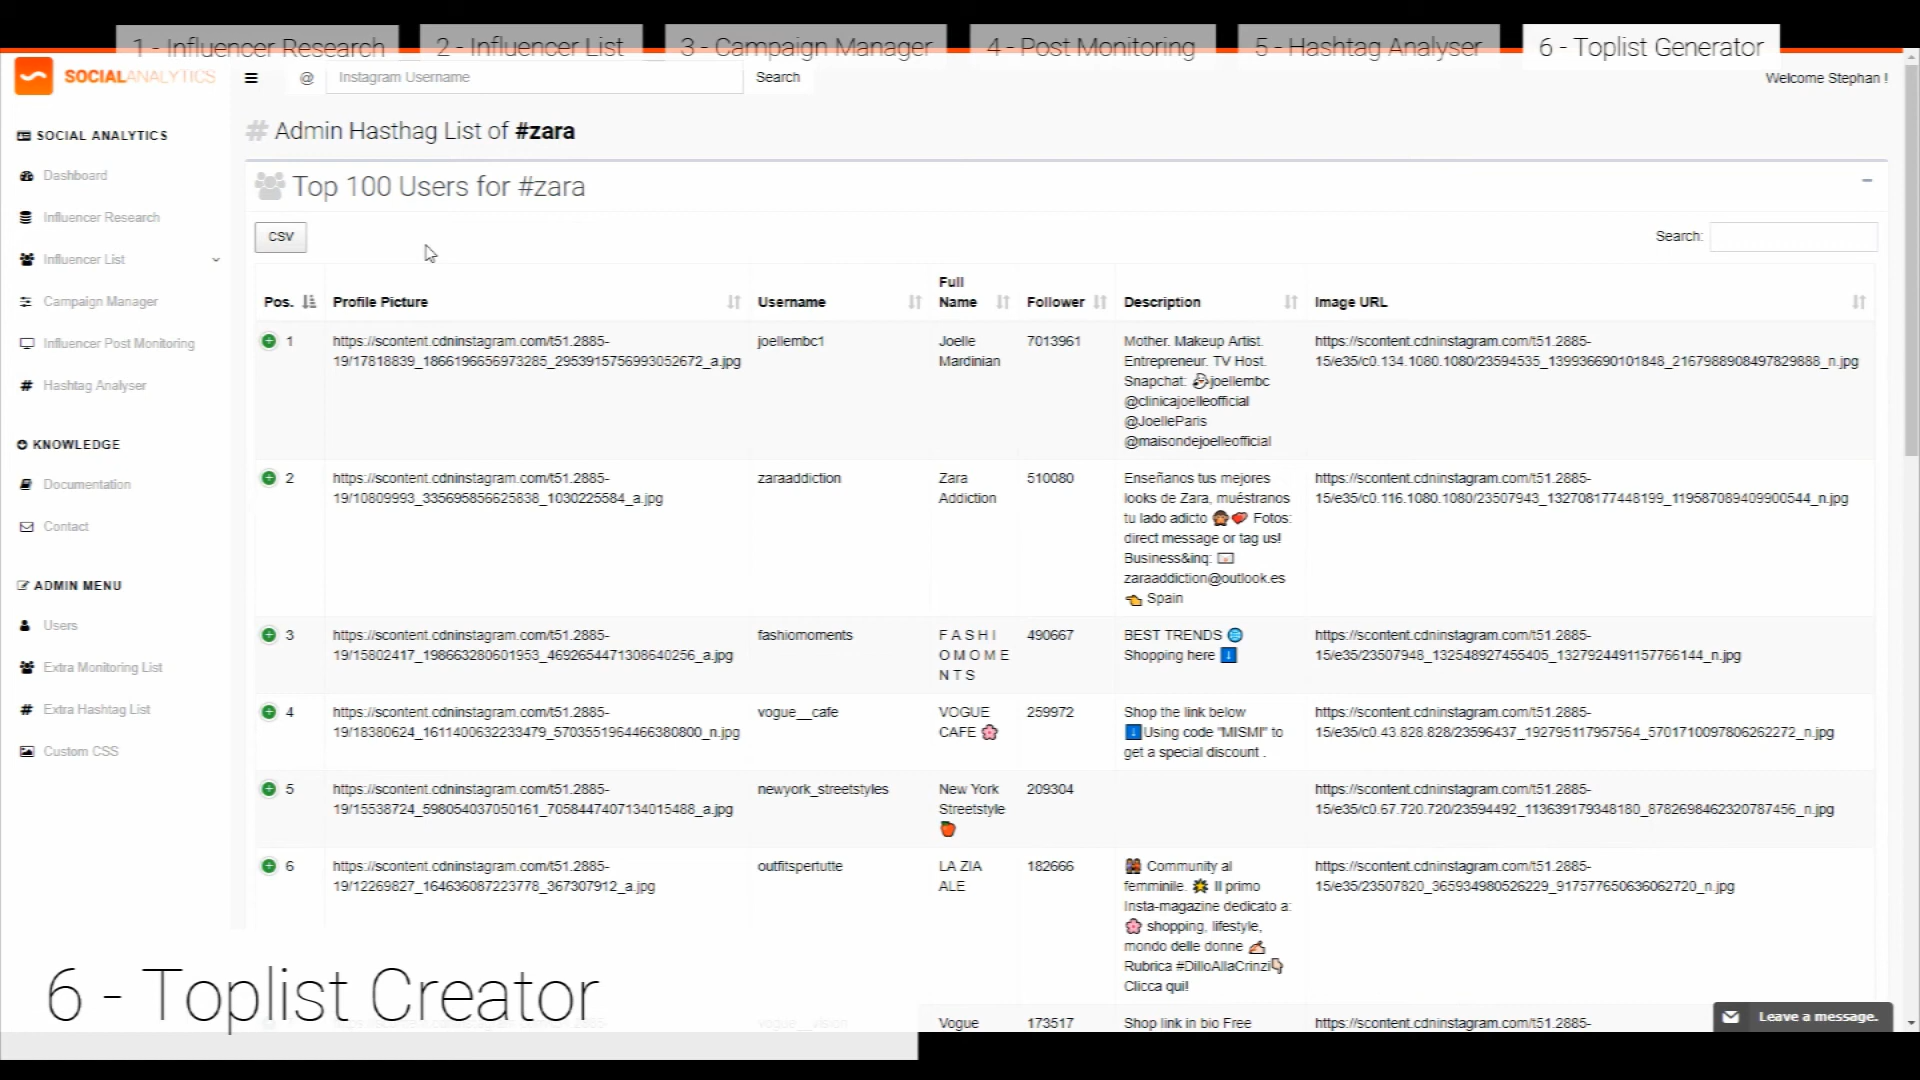 1 - Influencer Research
2 - Influencer List
3 - Campaign Manager
4 - Post Monitoring
5 - Hashtag Analyser
6 - Toplist Generator
SOCIALANALYTICS
@
Instagram Username
Search
Welcome Stephan !
SOCIAL ANALYTICS
Dashboard
Influencer Research
Influencer List
Campaign Manager
Influencer Post Monitoring
# Hashtag Analyser
KNOWLEDGE
Documentation
Contact
ADMIN MENU
Users
Extra Monitoring List
# Extra Hashtag List
Custom CSS
# Admin Hasthag List of #zara
Top 100 Users for #zara
CSV
Search:
Pos.
Profile Picture
Username
Full
Name
Follower
Description
Image URL
1
https://scontent.cdninstagram.com/t51.2885-
19/17818839_1866196656973285_2953915756993052672_a.jpg
joellembc1
Joelle
Mardinian
7013961
Mother. Makeup Artist.
Entrepreneur. TV Host.
Snapchat: 👻joellembc
@clinicajoelleofficial
@JoelleParis
@maisondejoelleofficial
https://scontent.cdninstagram.com/t51.2885-
15/e35/c0.134.1080.1080/23594535_139936690101848_2167988908497829888_n.jpg
2
https://scontent.cdninstagram.com/t51.2885-
19/10809993_335695856625838_1030225584_a.jpg
zaraaddiction
Zara
Addiction
510080
Enseñanos tus mejores
looks de Zara, muéstranos
tu lado adicto 🙊💕 Fotos:
direct message or tag us!
Business&inq: 💌
zaraaddiction@outlook.es
👈 Spain
https://scontent.cdninstagram.com/t51.2885-
15/e35/c0.116.1080.1080/23507943_132708177448199_119587089409900544_n.jpg
3
https://scontent.cdninstagram.com/t51.2885-
19/15802417_198663280601953_4692654471308640256_a.jpg
fashiomoments
F A S H I
O M O M E
N T S
490667
BEST TRENDS 🌐
Shopping here ⬇
https://scontent.cdninstagram.com/t51.2885-
15/e35/23507948_132548927455405_1327924491157766144_n.jpg
4
https://scontent.cdninstagram.com/t51.2885-
19/18380624_1611400632233479_5703551964466380800_n.jpg
vogue__cafe
VOGUE
CAFE 🌸
259972
Shop the link below
⬇Using code "MISMI" to
get a special discount .
https://scontent.cdninstagram.com/t51.2885-
15/e35/c0.43.828.828/23596437_192795117957564_5701710097806262272_n.jpg
5
https://scontent.cdninstagram.com/t51.2885-
19/15538724_598054037050161_7058447407134015488_a.jpg
newyork_streetstyles
New York
Streetstyle
🍎
209304
https://scontent.cdninstagram.com/t51.2885-
15/e35/c0.67.720.720/23594492_113639179348180_8782698462320787456_n.jpg
6
https://scontent.cdninstagram.com/t51.2885-
19/12269827_164636087223778_367307912_a.jpg
outfitspertutte
LA ZIA
ALE
182666
👭 Community al
femminile. 🌟 Il primo
Insta-magazine dedicato a:
🌸 shopping, lifestyle,
mondo delle donne ✍
Rubrica #DilloAllaCrinzi👇
Clicca qui!
https://scontent.cdninstagram.com/t51.2885-
15/e35/23507820_365934980526229_917577650636062720_n.jpg
https://scontent.cdninstagram.com/t51.2885-
vogue__vision
Vogue
173517
Shop link in bio Free
https://scontent.cdninstagram.com/t51.2885-
6 - Toplist Creator
Leave a message.